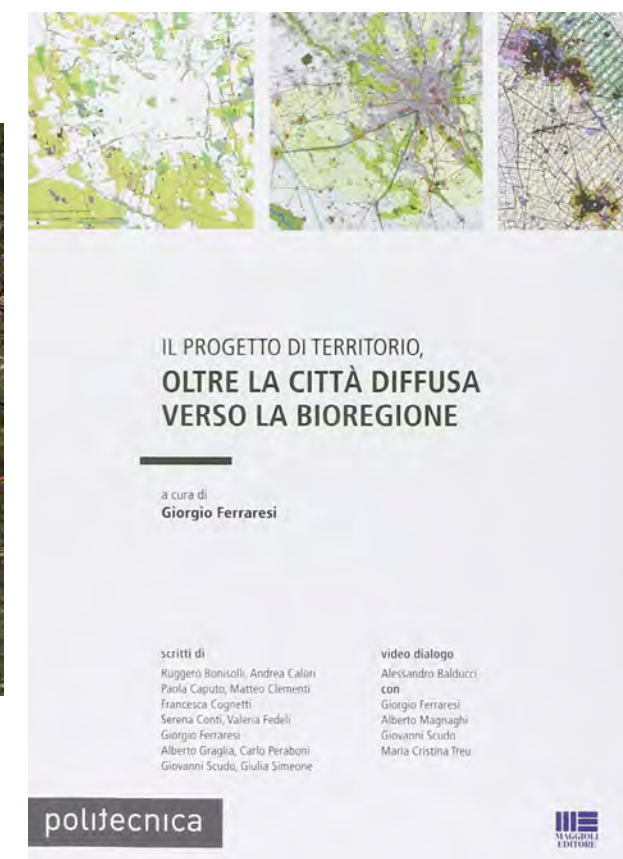 IL PROGETTO DI TERRITORIO,
OLTRE LA CITTÀ DIFFUSA
VERSO LA BIOREGIONE
a cura di
Giorgio Ferraresi
scritti di
Ruggero Bonisolli, Andrea Calori
Paola Caputo, Matteo Clementi
Francesca Cognetti
Serena Conti, Valeria Fedeli
Giorgio Ferraresi
Alberto Graglia, Carlo Peraboni
Giovanni Scudo, Giulia Simeone
video dialogo
Alessandro Balducci
con
Giorgio Ferraresi
Alberto Magnaghi
Giovanni Scudo
Maria Cristina Treu
politecnica
MAGGIOLI
EDITORE